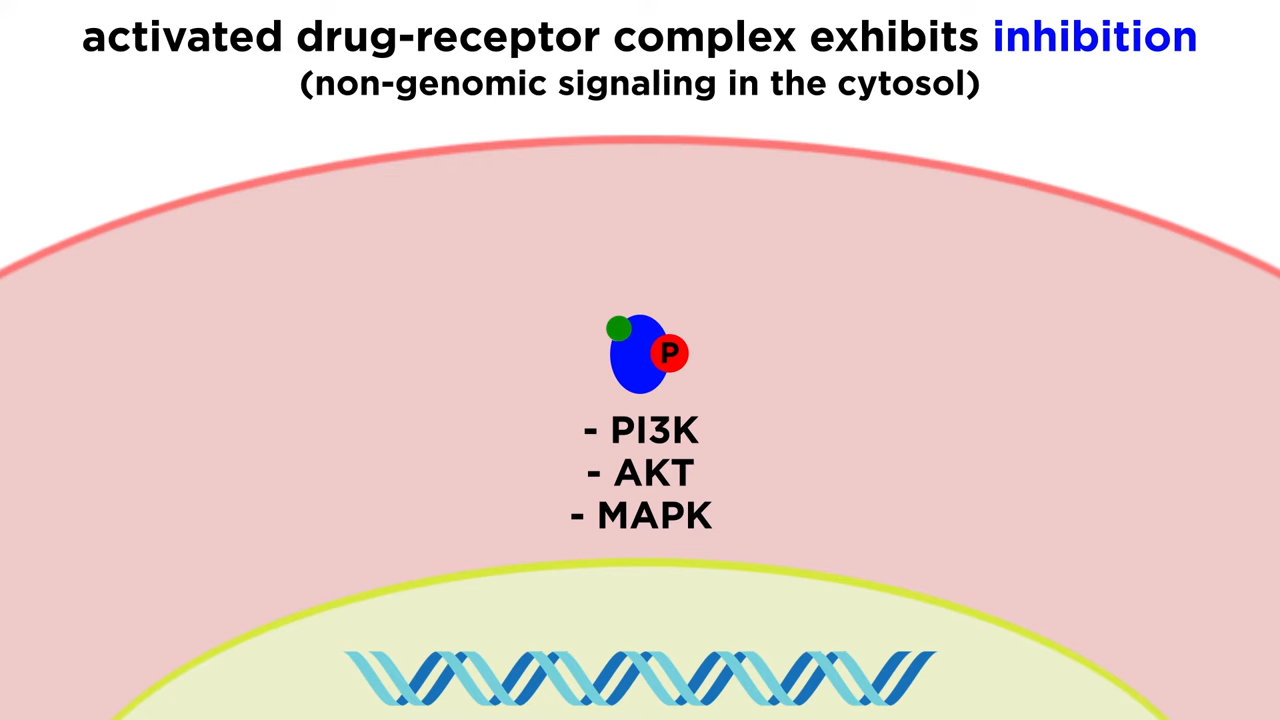 activated drug-receptor complex exhibits inhibition
(non-genomic signaling in the cytosol)
P
- PI3K
- AKT
- MAPK